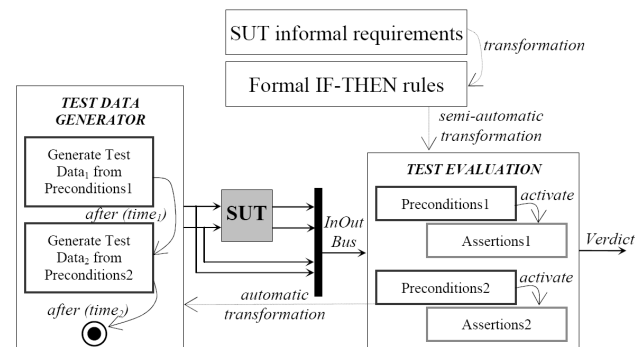 SUT informal requirements
transformation
Formal IF-THEN rules
semi-automatic
transformation
TEST DATA
GENERATOR
Generate Test
Data1 from
Preconditions1
after (time1)
Generate Test
Data2 from
Preconditions2
after (time2)
SUT
InOut
Bus
automatic
transformation
TEST EVALUATION
Preconditions1
activate
Assertions1
Preconditions2
activate
Assertions2
Verdict